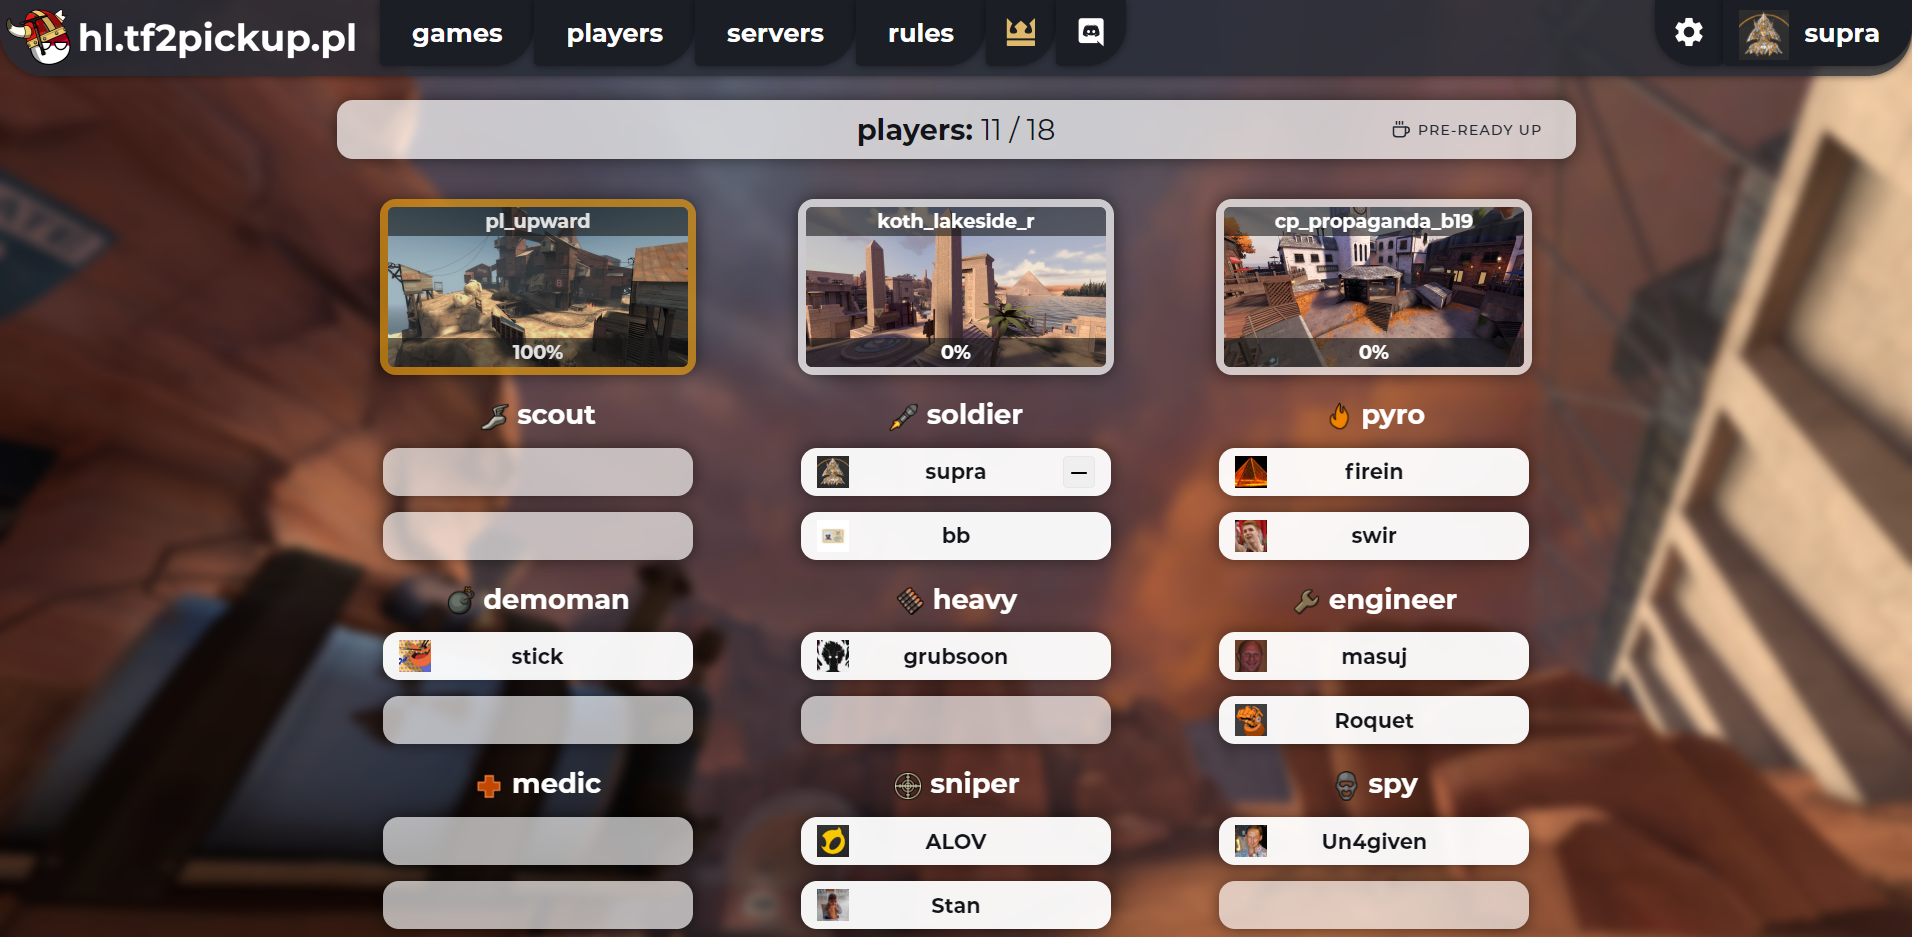 hl.tf2pickup.pl
games
players
servers
rules
supra
players: 11 / 18
PRE-READY UP
pl_upward
100%
koth_lakeside_r
0%
cp_propaganda_b19
0%
scout
soldier
supra
bb
pyro
firein
swir
demoman
stick
heavy
grubsoon
engineer
masuj
Roquet
medic
sniper
ALOV
Stan
spy
Un4given